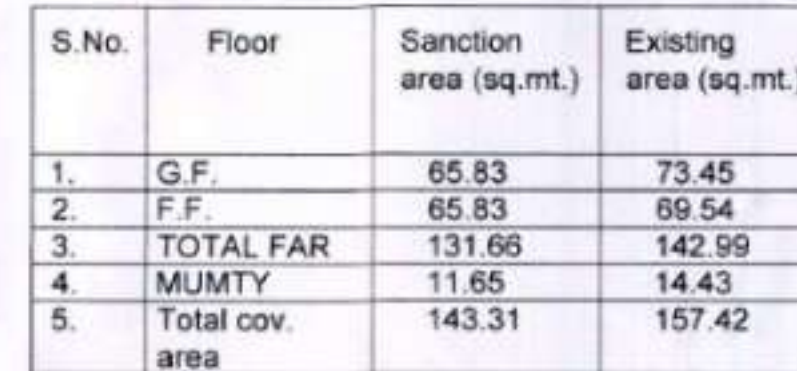 S.No. Floor Sanction Existing
area (sq.mt.) area (sq.mt.)
1. G.F. 65.83 73.45
2. F.F. 65.83 69.54
3. TOTAL FAR 131.66 142.99
4. MUMTY 11.65 14.43
5. Total cov. 143.31 157.42
area